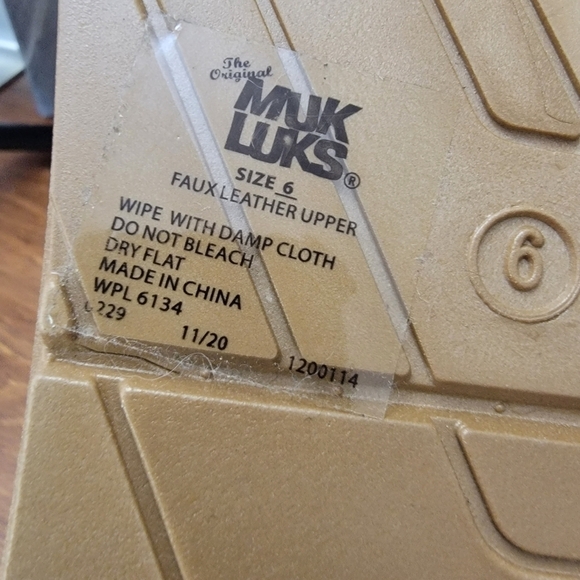 The
Original
MUK
LUKS®
SIZE 6
FAUX LEATHER UPPER
WIPE WITH DAMP CLOTH
DO NOT BLEACH
DRY FLAT
MADE IN CHINA
WPL 6134
11/20
1200114
6